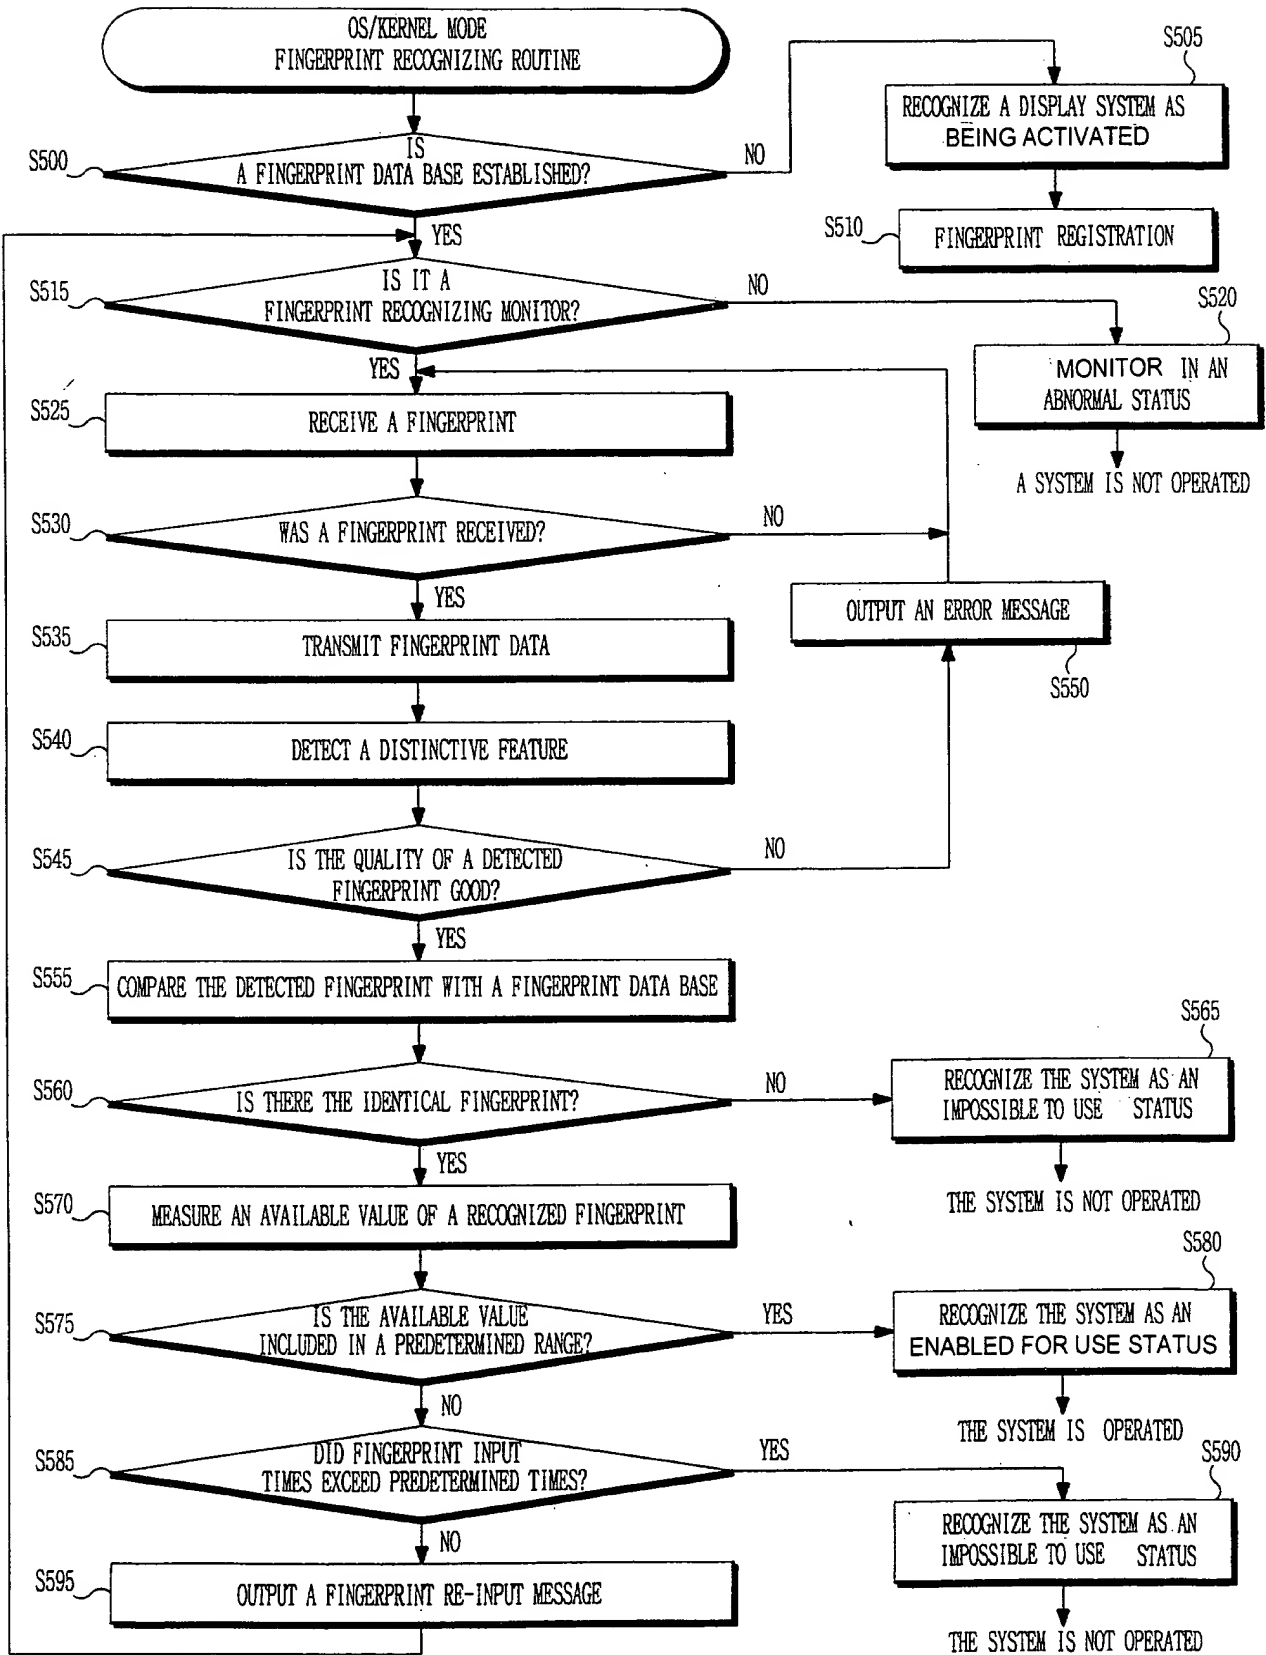 OS/KERNEL MODE
FINGERPRINT RECOGNIZING ROUTINE
S500
IS
A FINGERPRINT DATA BASE ESTABLISHED?
NO
YES
S505
RECOGNIZE A DISPLAY SYSTEM AS
BEING ACTIVATED
S510
FINGERPRINT REGISTRATION
S515
IS IT A
FINGERPRINT RECOGNIZING MONITOR?
NO
YES
S520
MONITOR IN AN
ABNORMAL STATUS
A SYSTEM IS NOT OPERATED
S525
RECEIVE A FINGERPRINT
S530
WAS A FINGERPRINT RECEIVED?
NO
YES
S535
TRANSMIT FINGERPRINT DATA
OUTPUT AN ERROR MESSAGE
S550
S540
DETECT A DISTINCTIVE FEATURE
S545
IS THE QUALITY OF A DETECTED
FINGERPRINT GOOD?
NO
YES
S555
COMPARE THE DETECTED FINGERPRINT WITH A FINGERPRINT DATA BASE
S560
IS THERE THE IDENTICAL FINGERPRINT?
NO
YES
S565
RECOGNIZE THE SYSTEM AS AN
IMPOSSIBLE TO USE STATUS
THE SYSTEM IS NOT OPERATED
S570
MEASURE AN AVAILABLE VALUE OF A RECOGNIZED FINGERPRINT
S575
IS THE AVAILABLE VALUE
INCLUDED IN A PREDETERMINED RANGE?
YES
NO
S580
RECOGNIZE THE SYSTEM AS AN
ENABLED FOR USE STATUS
THE SYSTEM IS OPERATED
S585
DID FINGERPRINT INPUT
TIMES EXCEED PREDETERMINED TIMES?
YES
NO
S590
RECOGNIZE THE SYSTEM AS AN
IMPOSSIBLE TO USE STATUS
THE SYSTEM IS NOT OPERATED
S595
OUTPUT A FINGERPRINT RE-INPUT MESSAGE